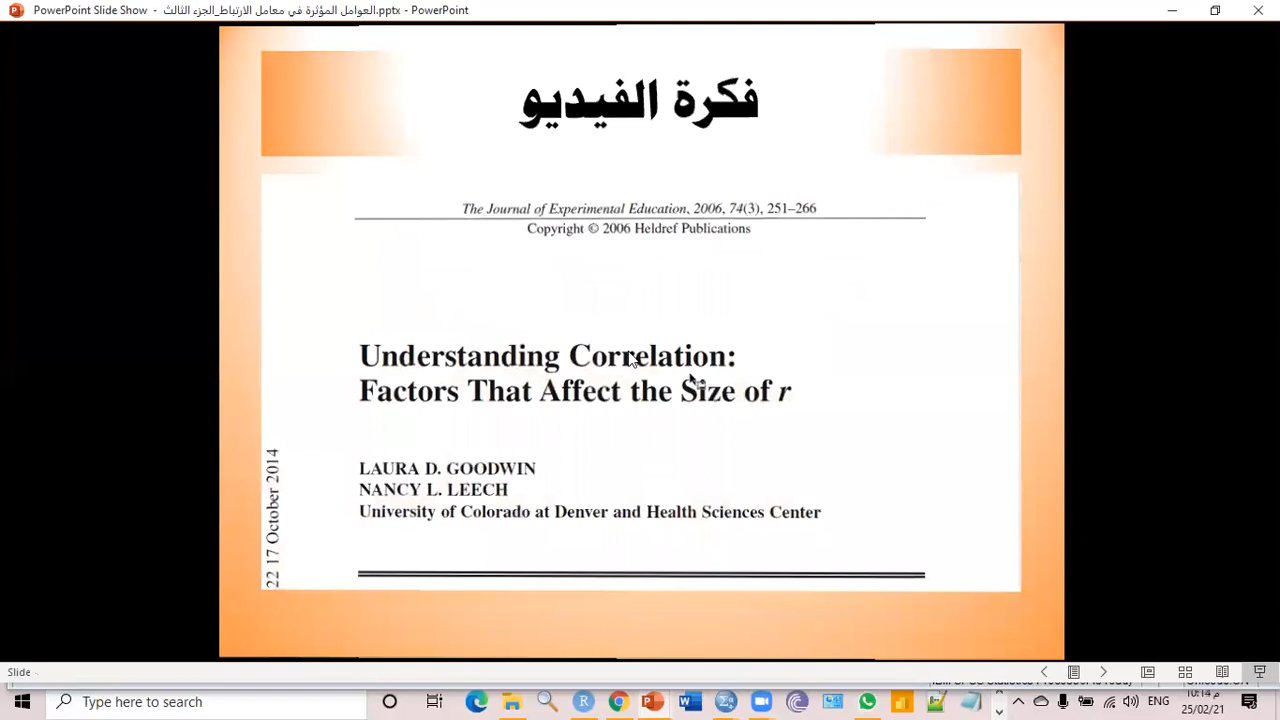 PowerPoint Slide Show - العوامل المؤثرة في معامل الارتباط_الجزء الثالث.pptx - PowerPoint
فكرة الفيديو
The Journal of Experimental Education, 2006, 74(3), 251–266
Copyright © 2006 Heldref Publications
Understanding Correlation:
Factors That Affect the Size of r
LAURA D. GOODWIN
NANCY L. LEECH
University of Colorado at Denver and Health Sciences Center
22 17 October 2014
Slide
Type here to search
ENG
10:14 م
25/02/21